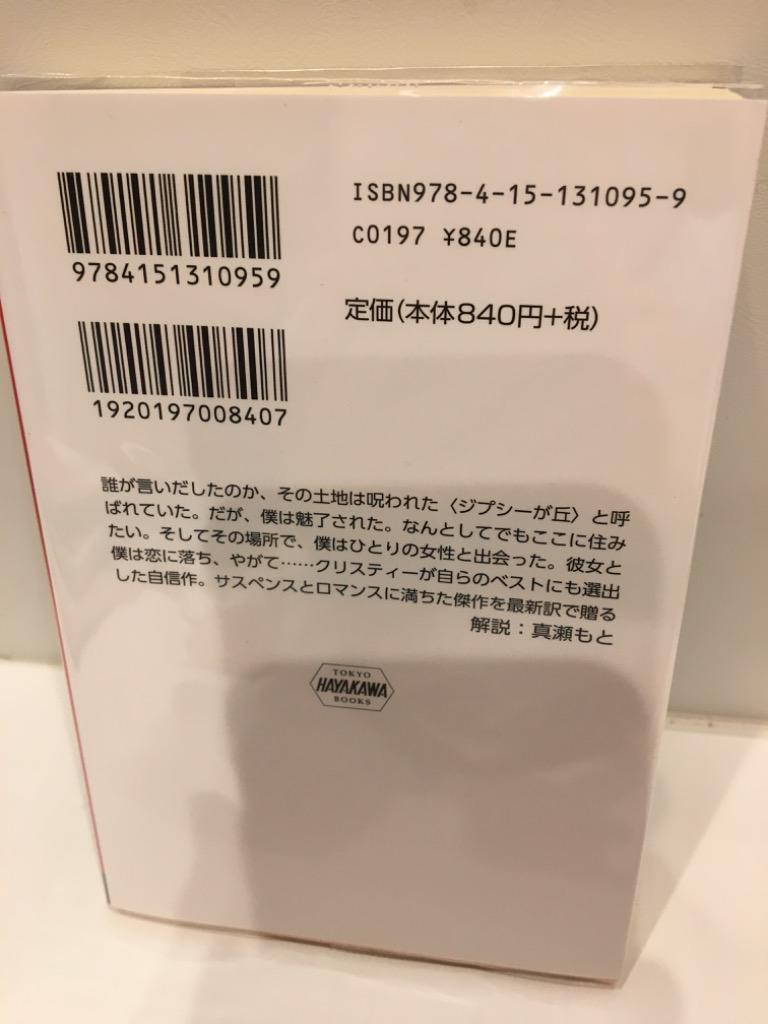 9784151310959
ISBN978-4-15-131095-9
C0197 ¥840E
定価(本体840円+税)
1920197008407
誰が言いだしたのか、その土地は呪われた〈ジプシーが丘〉と呼
ばれていた。だが、僕は魅了された。なんとしてでもここに住み
たい。そしてその場所で、僕はひとりの女性と出会った。彼女と
僕は恋に落ち、やがて……クリスティーが自らのベストにも選出
した自信作。サスペンスとロマンスに満ちた傑作を最新訳で贈る
解説：真瀬もと
TOKYO
HAYAKAWA
BOOKS